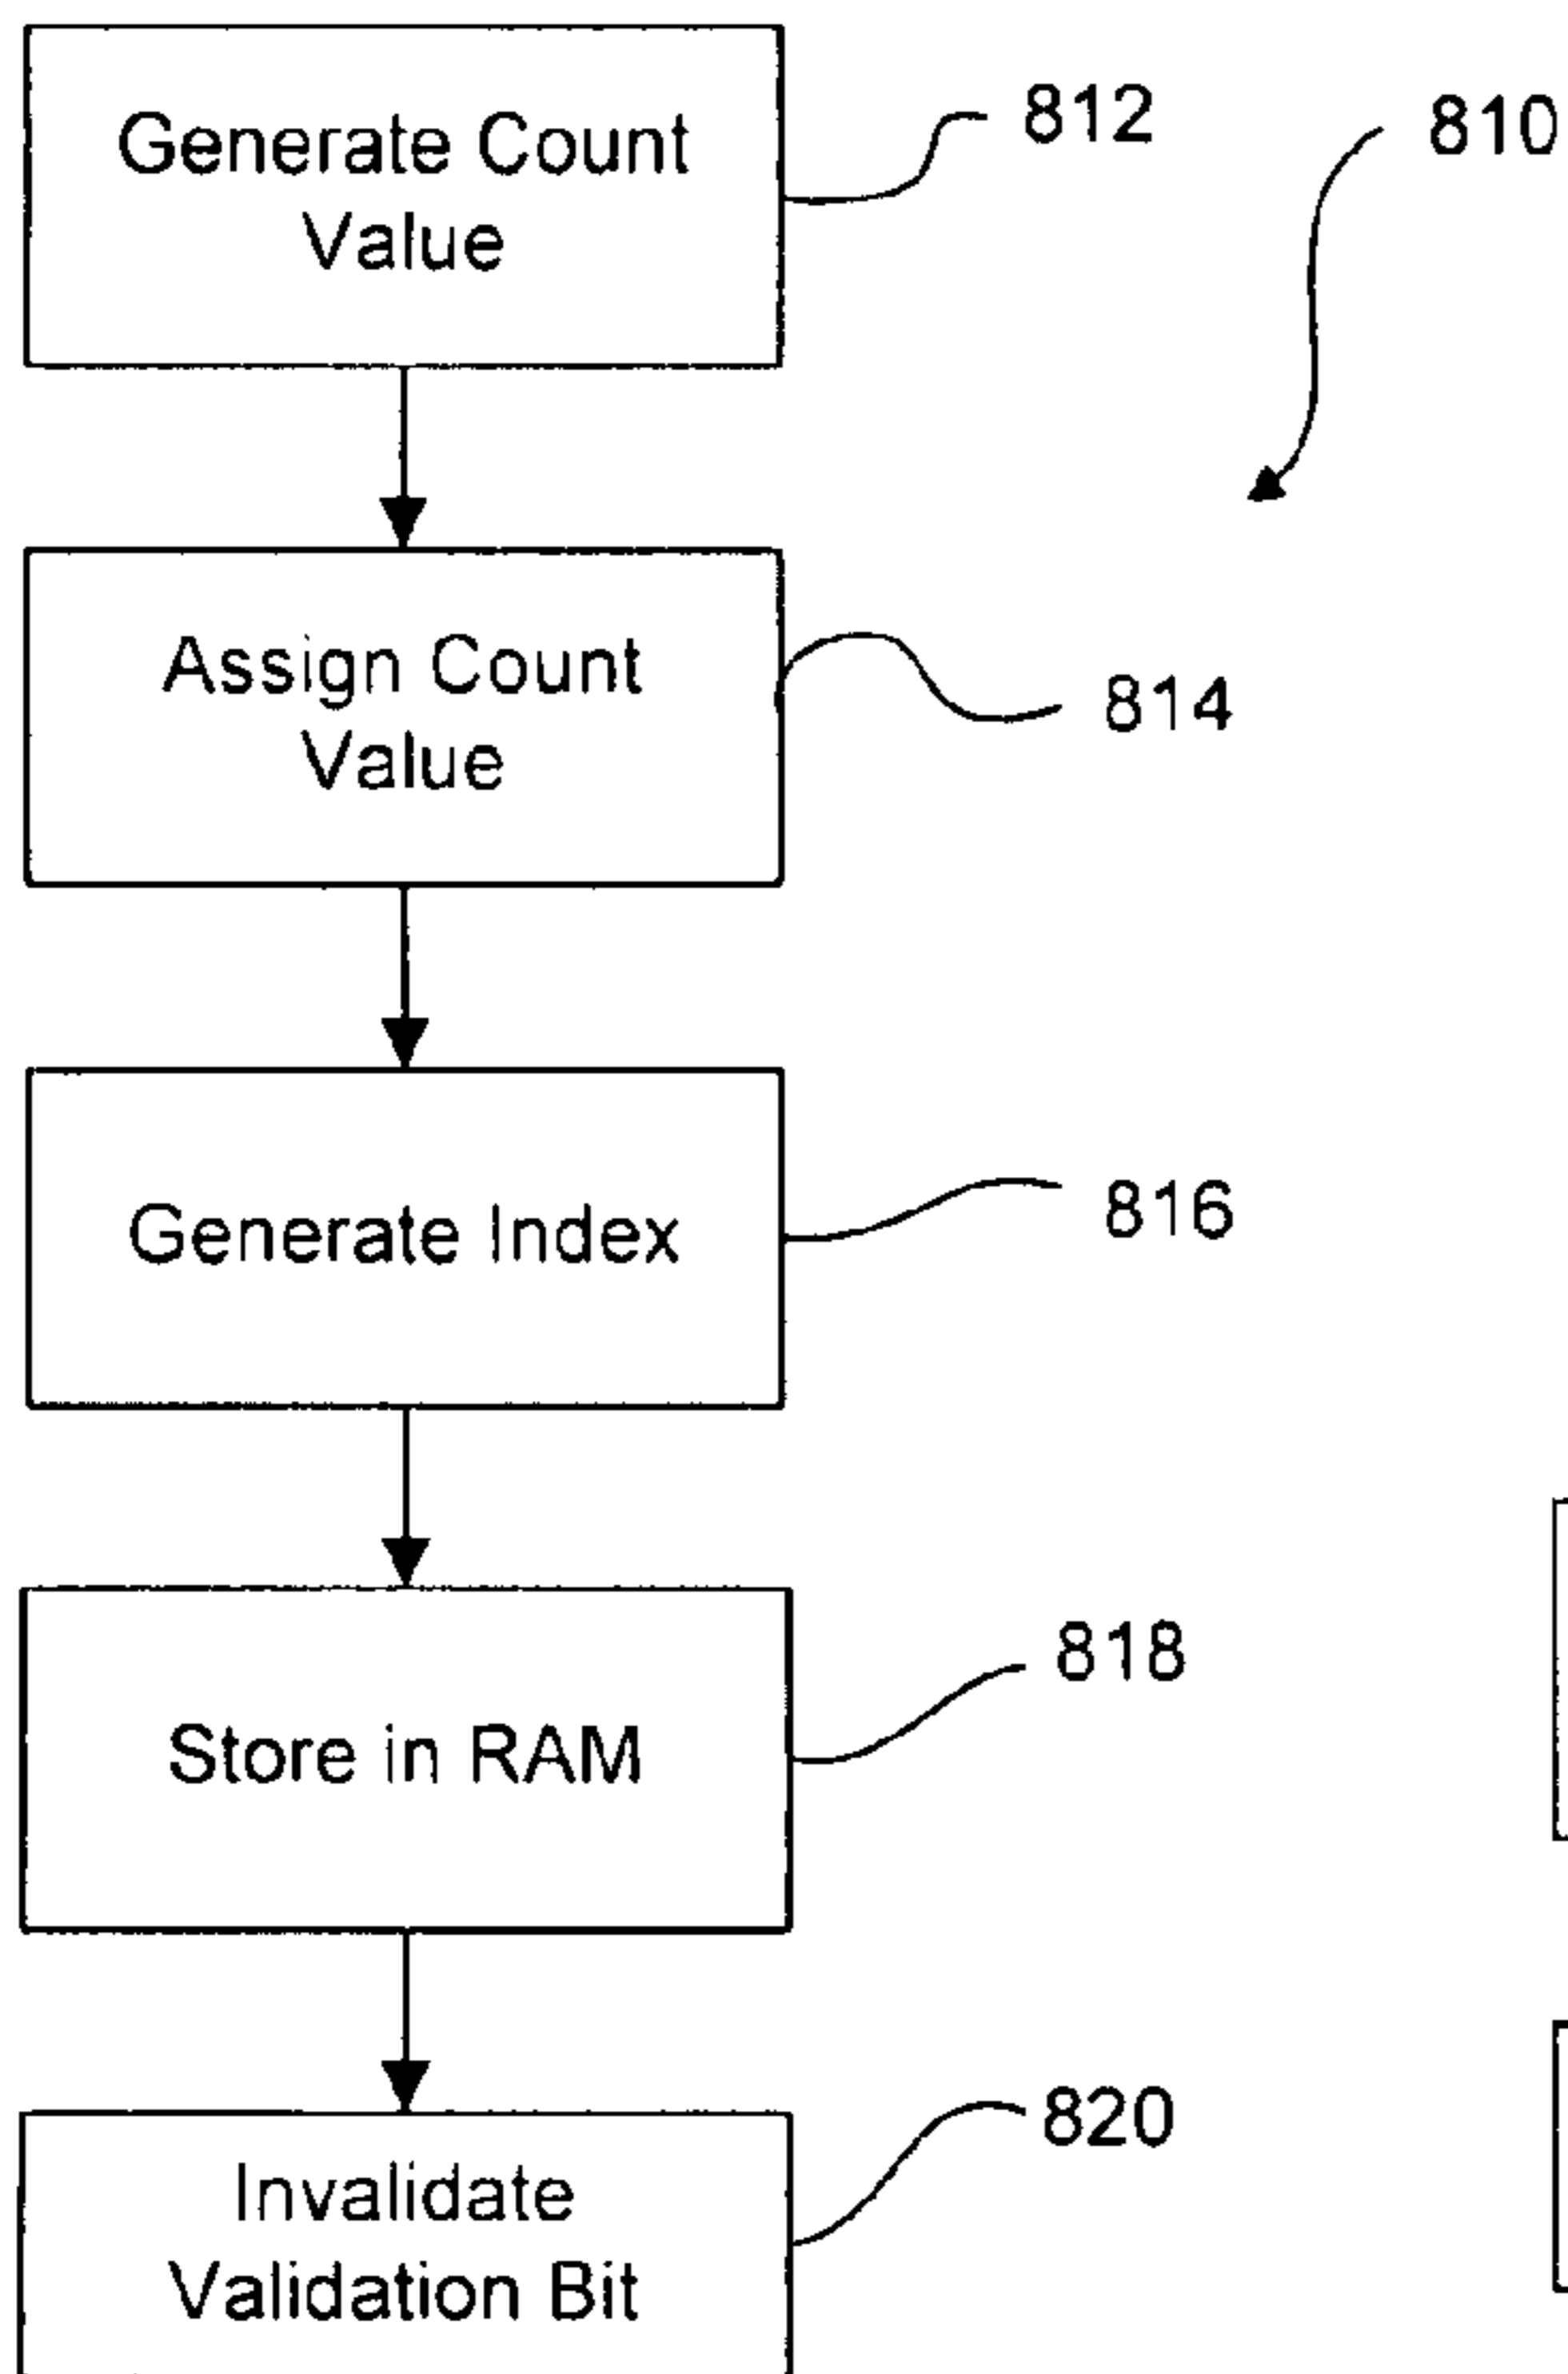 Generate Count
Value
812
810
Assign Count
Value
814
Generate Index
816
Store in RAM
818
Invalidate
Validation Bit
820